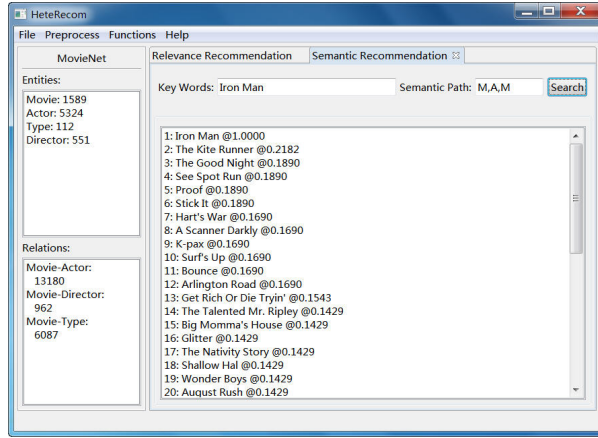 HeteRecom
File Preprocess Functions Help
MovieNet
Entities:
Movie: 1589
Actor: 5324
Type: 112
Director: 551
Relations:
Movie-Actor:
13180
Movie-Director:
962
Movie-Type:
6087
Relevance Recommendation Semantic Recommendation
Key Words: Iron Man Semantic Path: M,A,M Search
1: Iron Man @1.0000
2: The Kite Runner @0.2182
3: The Good Night @0.1890
4: See Spot Run @0.1890
5: Proof @0.1890
6: Stick It @0.1890
7: Hart's War @0.1690
8: A Scanner Darkly @0.1690
9: K-pax @0.1690
10: Surf's Up @0.1690
11: Bounce @0.1690
12: Arlington Road @0.1690
13: Get Rich Or Die Tryin' @0.1543
14: The Talented Mr. Ripley @0.1429
15: Big Momma's House @0.1429
16: Glitter @0.1429
17: The Nativity Story @0.1429
18: Shallow Hal @0.1429
19: Wonder Boys @0.1429
20: August Rush @0.1429